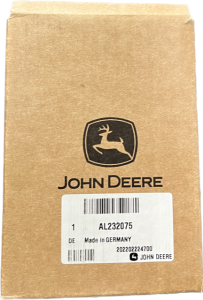 JOHN DEERE
1 AL232075
DE Made in GERMANY
202202224700
JOHN DEERE